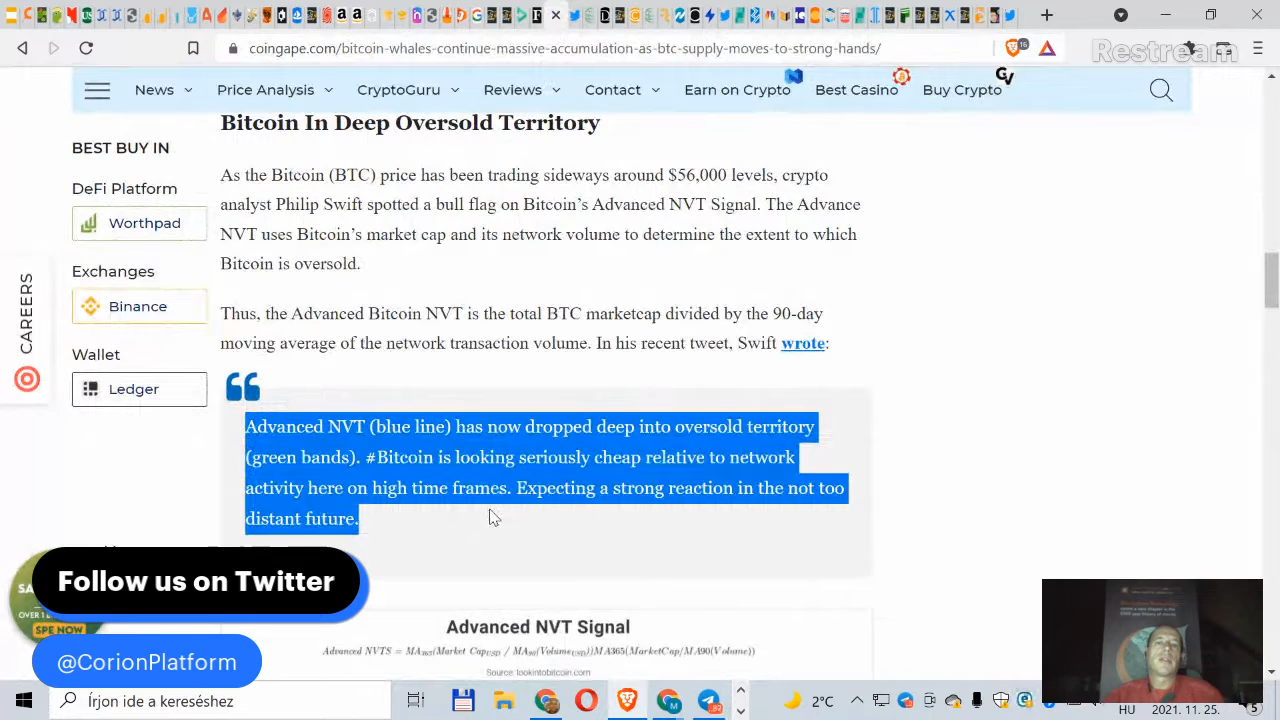 coingape.com/bitcoin-whales-continue-massive-accumulation-as-btc-supply-moves-to-strong-hands/
16
Restream
News
Price Analysis
CryptoGuru
Reviews
Contact
Earn on Crypto
Best Casino
Buy Crypto
Bitcoin In Deep Oversold Territory
BEST BUY IN
DeFi Platform
Worthpad
Exchanges
Binance
Wallet
Ledger
CAREERS
As the Bitcoin (BTC) price has been trading sideways around $56,000 levels, crypto
analyst Philip Swift spotted a bull flag on Bitcoin’s Advanced NVT Signal. The Advance
NVT uses Bitcoin’s market cap and its network volume to determine the extent to which
Bitcoin is oversold.
Thus, the Advanced Bitcoin NVT is the total BTC marketcap divided by the 90-day
moving average of the network transaction volume. In his recent tweet, Swift wrote:
Advanced NVT (blue line) has now dropped deep into oversold territory
(green bands). #Bitcoin is looking seriously cheap relative to network
activity here on high time frames. Expecting a strong reaction in the not too
distant future.
SPE NOW
Follow us on Twitter
@CorionPlatform
Advanced NVT Signal
Advanced NVTS = MA365(Market CapUSD / MA90(VolumeUSD))MA365(MarketCap/MA90(Volume))
Source: lookintobitcoin.com
Írjon ide a kereséshez
82
2°C
HU
2021. 11. 25.
5